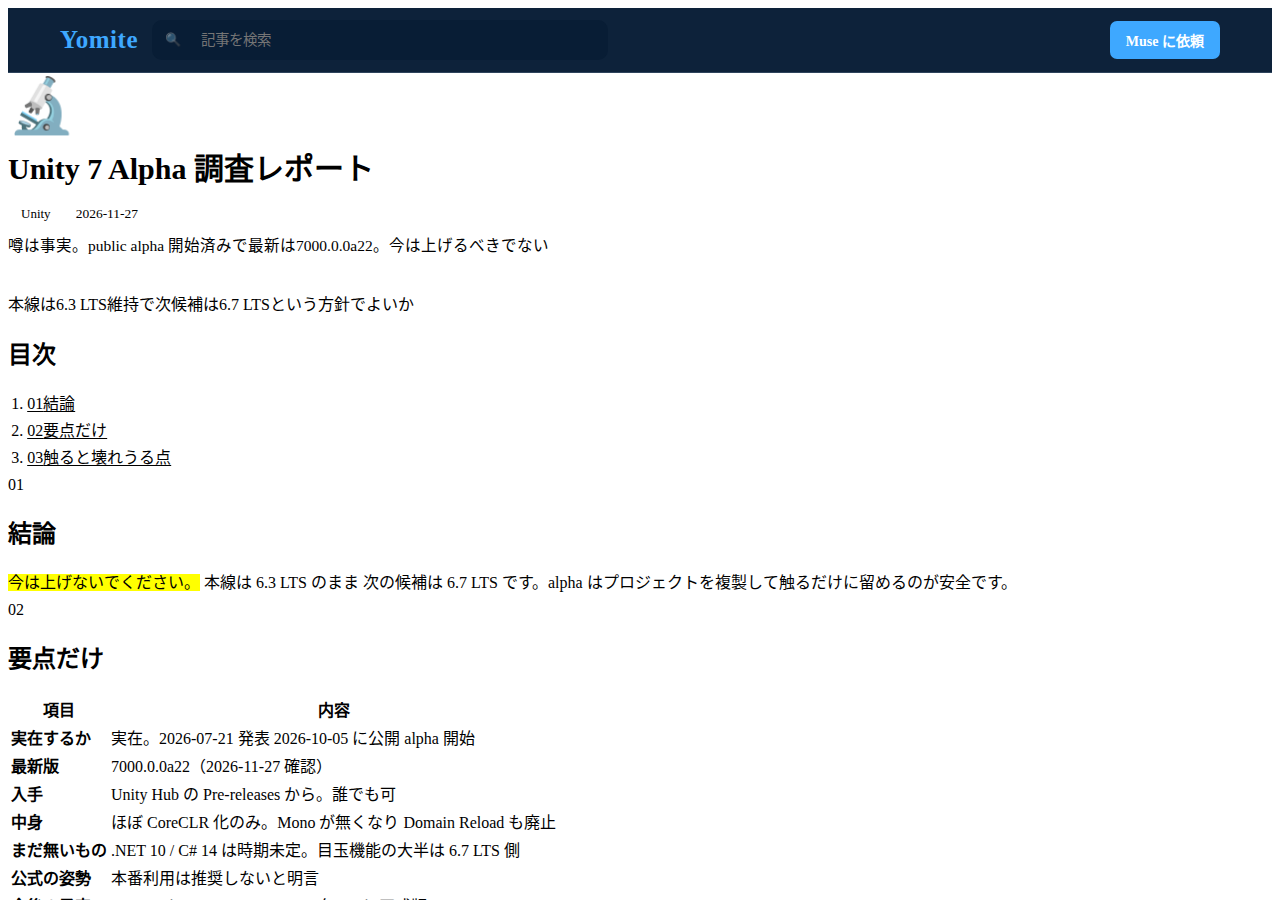 Yomite
記事を検索
Muse に依頼
Unity 7 Alpha 調査レポート
Unity 2026-11-27
噂は事実。public alpha 開始済みで最新は7000.0.0a22。今は上げるべきでない
本線は6.3 LTS維持で次候補は6.7 LTSという方針でよいか
目次
1. 01結論
2. 02要点だけ
3. 03触ると壊れうる点
01
結論
今は上げないでください。 本線は 6.3 LTS のまま 次の候補は 6.7 LTS です。alpha はプロジェクトを複製して触るだけに留めるのが安全です。
02
要点だけ
項目 内容
実在するか 実在。2026-07-21 発表 2026-10-05 に公開 alpha 開始
最新版 7000.0.0a22（2026-11-27 確認）
入手 Unity Hub の Pre-releases から。誰でも可
中身 ほぼ CoreCLR 化のみ。Mono が無くなり Domain Reload も廃止
まだ無いもの .NET 10 / C# 14 は時期未定。目玉機能の大半は 6.7 LTS 側
公式の姿勢 本番利用は推奨しないと明言